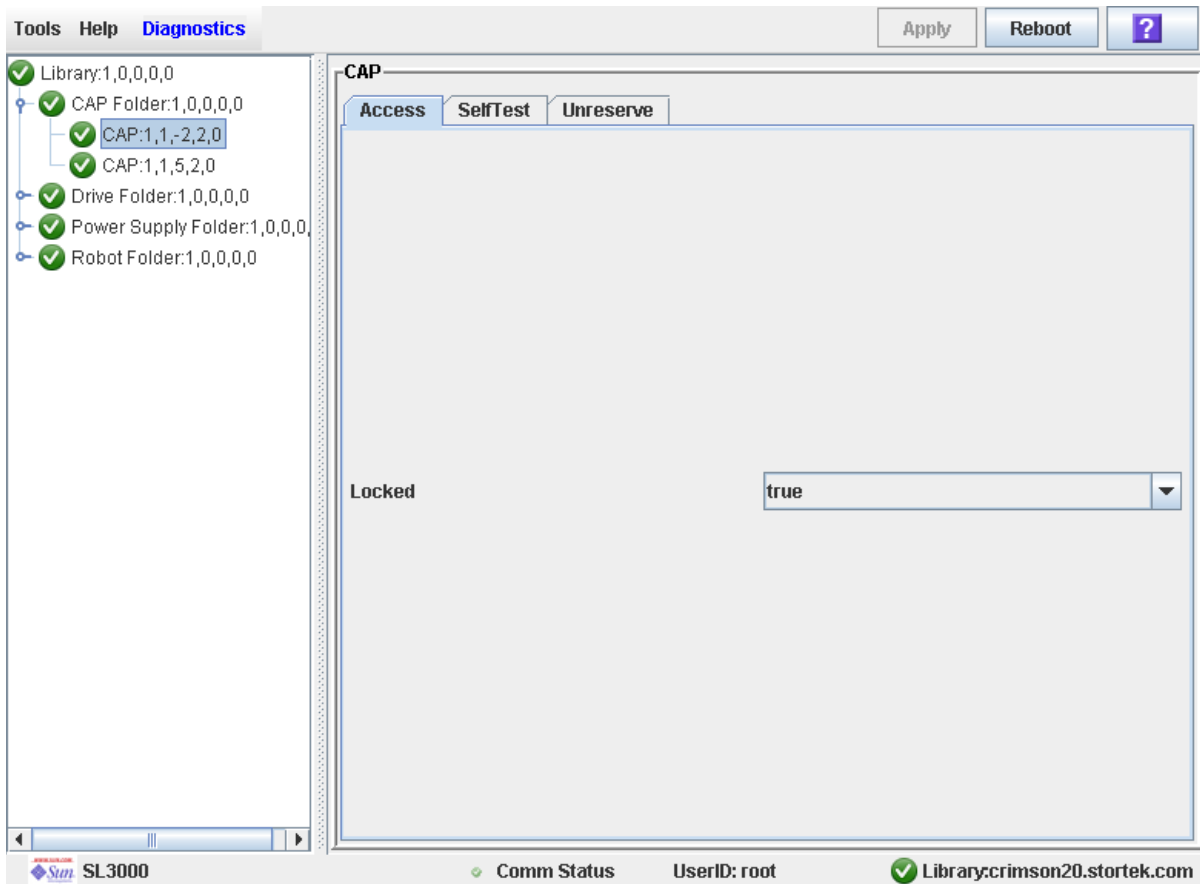 Tools Help Diagnostics
Apply Reboot ?
Library:1,0,0,0,0
CAP Folder:1,0,0,0,0
CAP:1,1,-2,2,0
CAP:1,1,5,2,0
Drive Folder:1,0,0,0,0
Power Supply Folder:1,0,0,0,
Robot Folder:1,0,0,0,0
CAP
Access SelfTest Unreserve
Locked true
Sun SL3000 Comm Status UserID: root Library:crimson20.stortek.com